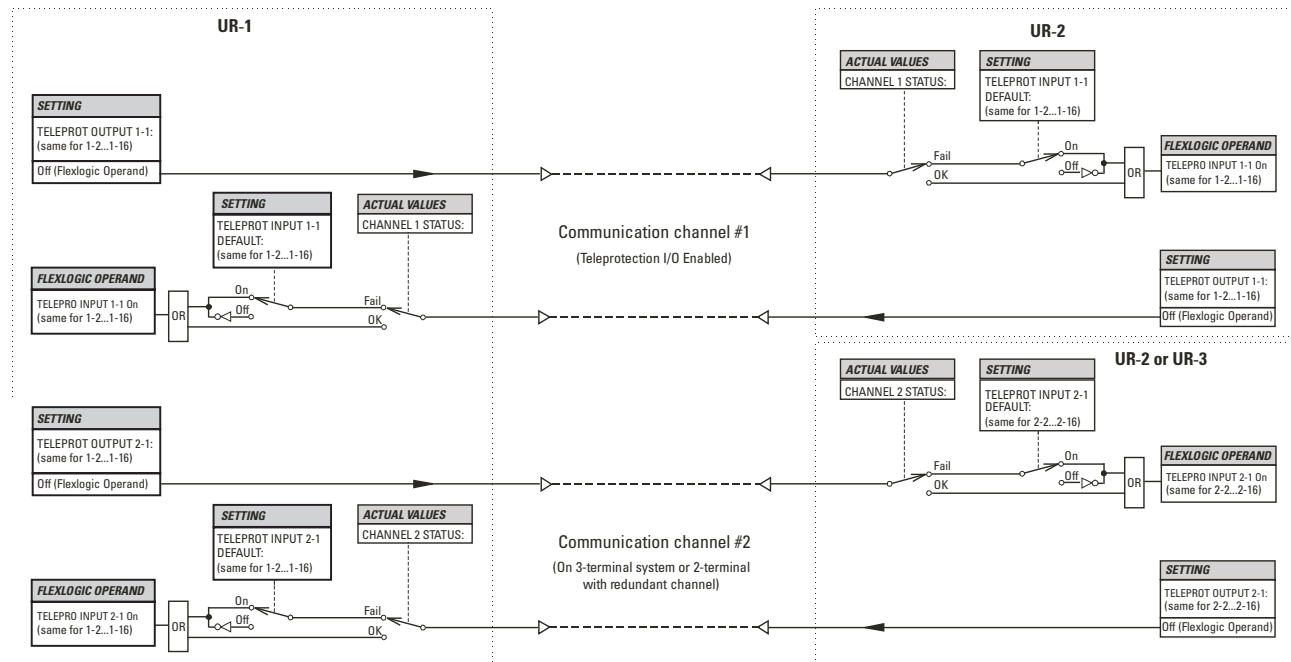 UR-1
UR-2
ACTUAL VALUES
CHANNEL 1 STATUS:
SETTING
TELEPROT INPUT 1-1
DEFAULT:
(same for 1-2...1-16)
SETTING
TELEPROT OUTPUT 1-1:
(same for 1-2...1-16)
Off (Flexlogic Operand)
Fail
OK
On
Off
OR
FLEXLOGIC OPERAND
TELEPRO INPUT 1-1 On
(same for 1-2...1-16)
SETTING
TELEPROT INPUT 1-1
DEFAULT:
(same for 1-2...1-16)
ACTUAL VALUES
CHANNEL 1 STATUS:
Communication channel #1
(Teleprotection I/O Enabled)
SETTING
TELEPROT OUTPUT 1-1:
(same for 1-2...1-16)
Off (Flexlogic Operand)
FLEXLOGIC OPERAND
TELEPRO INPUT 1-1 On
(same for 1-2...1-16)
OR
On
Off
Fail
OK
UR-2 or UR-3
ACTUAL VALUES
CHANNEL 2 STATUS:
SETTING
TELEPROT INPUT 2-1
DEFAULT:
(same for 2-2...2-16)
SETTING
TELEPROT OUTPUT 2-1:
(same for 1-2...1-16)
Off (Flexlogic Operand)
Fail
OK
On
Off
OR
FLEXLOGIC OPERAND
TELEPRO INPUT 2-1 On
(same for 2-2...2-16)
SETTING
TELEPROT INPUT 2-1
DEFAULT:
(same for 1-2...1-16)
ACTUAL VALUES
CHANNEL 2 STATUS:
Communication channel #2
(On 3-terminal system or 2-terminal
with redundant channel)
SETTING
TELEPROT OUTPUT 2-1:
(same for 2-2...2-16)
Off (Flexlogic Operand)
FLEXLOGIC OPERAND
TELEPRO INPUT 2-1 On
(same for 1-2...1-16)
OR
On
Off
Fail
OK